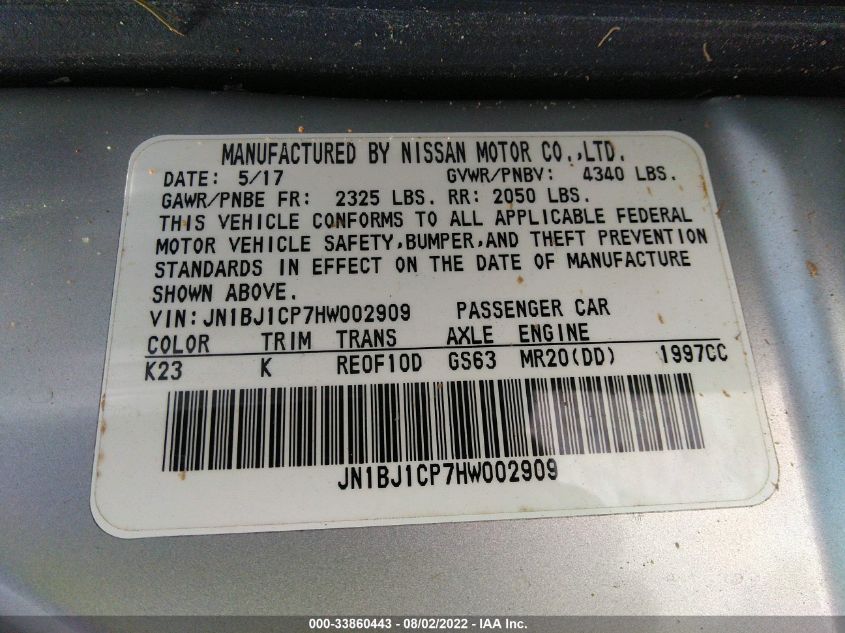 MANUFACTURED BY NISSAN MOTOR CO.,LTD.
DATE: 5/17 GVWR/PNBV: 4340 LBS.
GAWR/PNBE FR: 2325 LBS. RR: 2050 LBS.
THIS VEHICLE CONFORMS TO ALL APPLICABLE FEDERAL
MOTOR VEHICLE SAFETY,BUMPER,AND THEFT PREVENTION
STANDARDS IN EFFECT ON THE DATE OF MANUFACTURE
SHOWN ABOVE.
VIN:JN1BJ1CP7HW002909 PASSENGER CAR
COLOR TRIM TRANS AXLE ENGINE
K23 K RE0F10D GS63 MR20(DD) 1997CC
JN1BJ1CP7HW002909
000-33860443 - 08/02/2022 - IAA Inc.